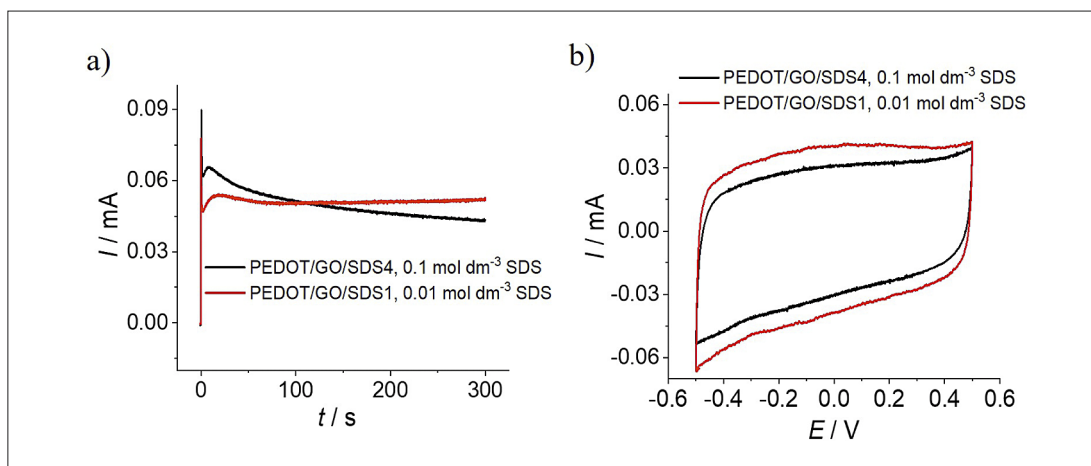 a)
0.09
0.06
0.03
0.00
I / mA
PEDOT/GO/SDS4, 0.1 mol dm-3 SDS
PEDOT/GO/SDS1, 0.01 mol dm-3 SDS
0
100
200
300
t / s
b)
PEDOT/GO/SDS4, 0.1 mol dm-3 SDS
PEDOT/GO/SDS1, 0.01 mol dm-3 SDS
0.06
0.03
0.00
-0.03
-0.06
I / mA
-0.6
-0.4
-0.2
0.0
0.2
0.4
0.6
E / V